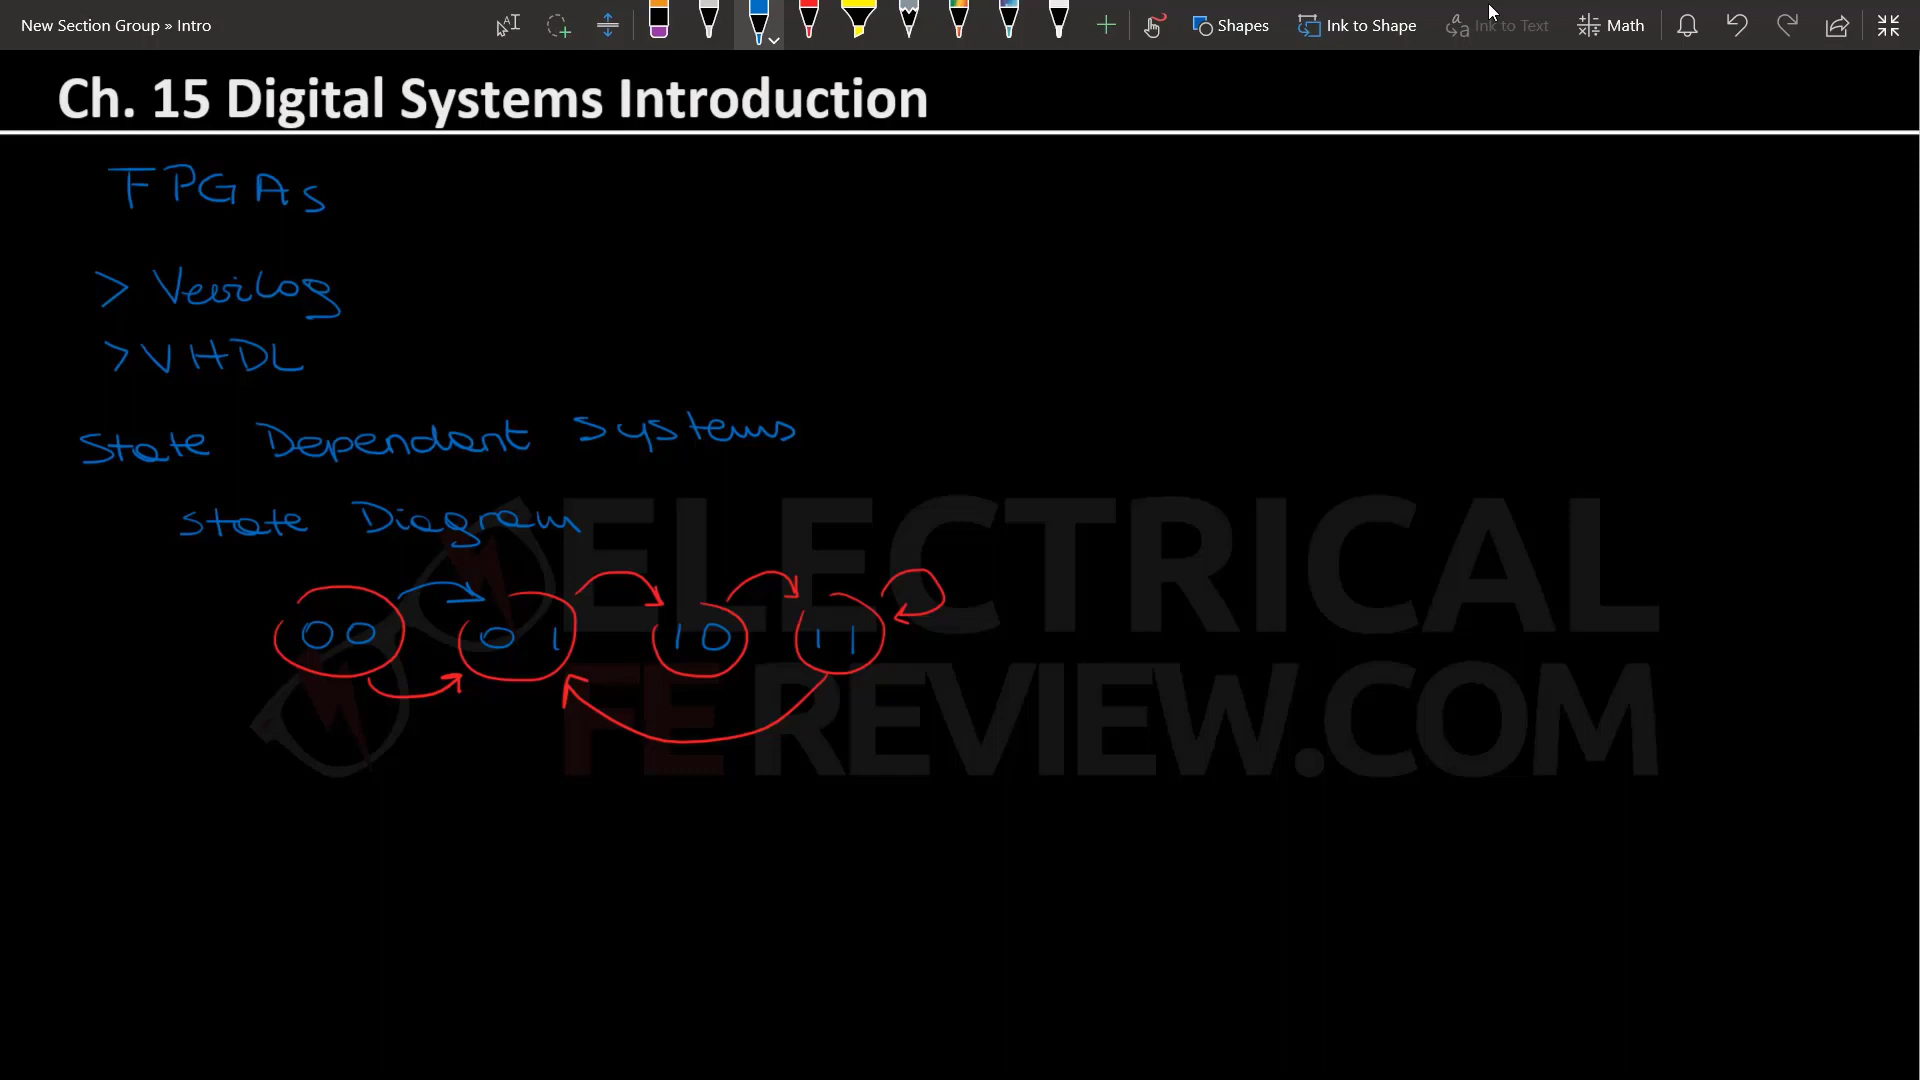 New Section Group » Intro
Shapes Ink to Shape Ink to Text Math
Ch. 15 Digital Systems Introduction
FPGAs
> Verilog
> VHDL
State Dependant Systems
State Diagram
00 01 10 11
ELECTRICAL
FE REVIEW.COM